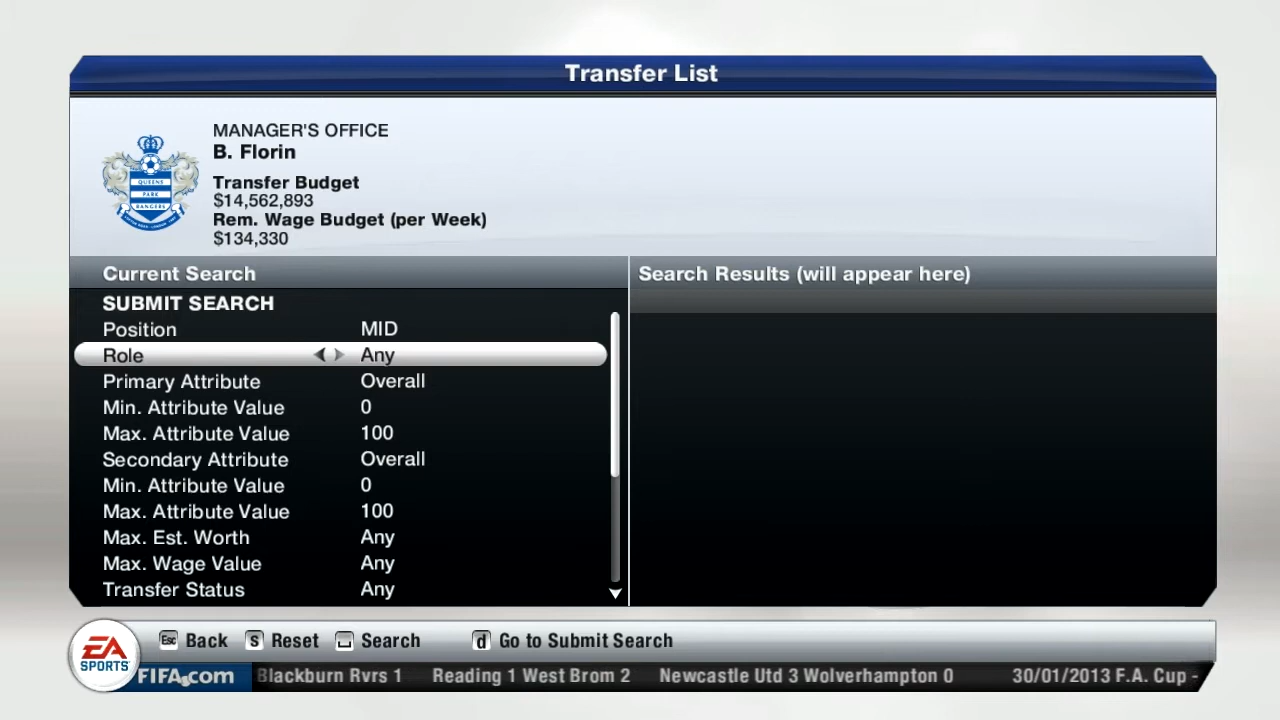 Transfer List
MANAGER'S OFFICE
B. Florin
Transfer Budget
$14,562,893
Rem. Wage Budget (per Week)
$134,330
QUEENS
PARK
RANGERS
Current Search
Search Results (will appear here)
SUBMIT SEARCH
Position MID
Role Any
Primary Attribute Overall
Min. Attribute Value 0
Max. Attribute Value 100
Secondary Attribute Overall
Min. Attribute Value 0
Max. Attribute Value 100
Max. Est. Worth Any
Max. Wage Value Any
Transfer Status Any
Esc Back S Reset Search d Go to Submit Search
EA
SPORTS
FIFA.com Blackburn Rvrs 1 Reading 1 West Brom 2 Newcastle Utd 3 Wolverhampton 0 30/01/2013 F.A. Cup -